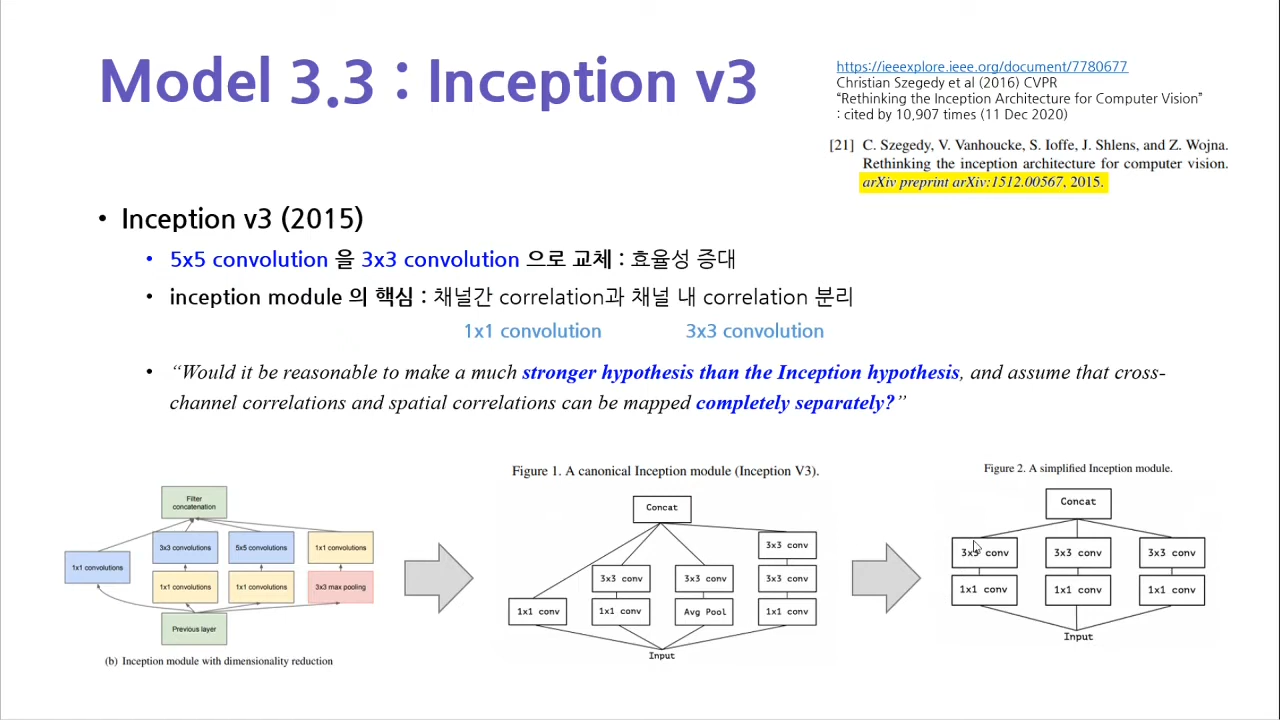 Model 3.3 : Inception v3
https://ieeexplore.ieee.org/document/7780677
Christian Szegedy et al (2016) CVPR
“Rethinking the Inception Architecture for Computer Vision”
: cited by 10,907 times (11 Dec 2020)
[21] C. Szegedy, V. Vanhoucke, S. Ioffe, J. Shlens, and Z. Wojna.
Rethinking the inception architecture for computer vision.
arXiv preprint arXiv:1512.00567, 2015.
• Inception v3 (2015)
• 5x5 convolution 을 3x3 convolution 으로 교체 : 효율성 증대
• inception module 의 핵심 : 채널간 correlation과 채널 내 correlation 분리
1x1 convolution 3x3 convolution
• “Would it be reasonable to make a much stronger hypothesis than the Inception hypothesis, and assume that cross-
channel correlations and spatial correlations can be mapped completely separately?”
Filter
concatenation
3x3 convolutions 5x5 convolutions 1x1 convolutions
1x1 convolutions
1x1 convolutions 1x1 convolutions 3x3 max pooling
Previous layer
(b) Inception module with dimensionality reduction
Figure 1. A canonical Inception module (Inception V3).
Concat
3x3 conv
3x3 conv 3x3 conv 3x3 conv
1x1 conv 1x1 conv Avg Pool 1x1 conv
Input
Figure 2. A simplified Inception module.
Concat
3x3 conv 3x3 conv 3x3 conv
1x1 conv 1x1 conv 1x1 conv
Input